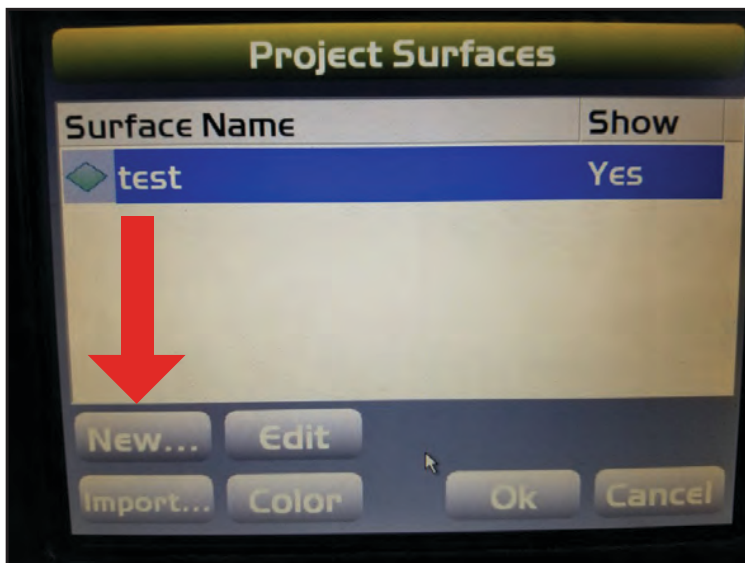 Project Surfaces
Surface Name Show
test Yes
New... Edit
Import... Color Ok Cancel